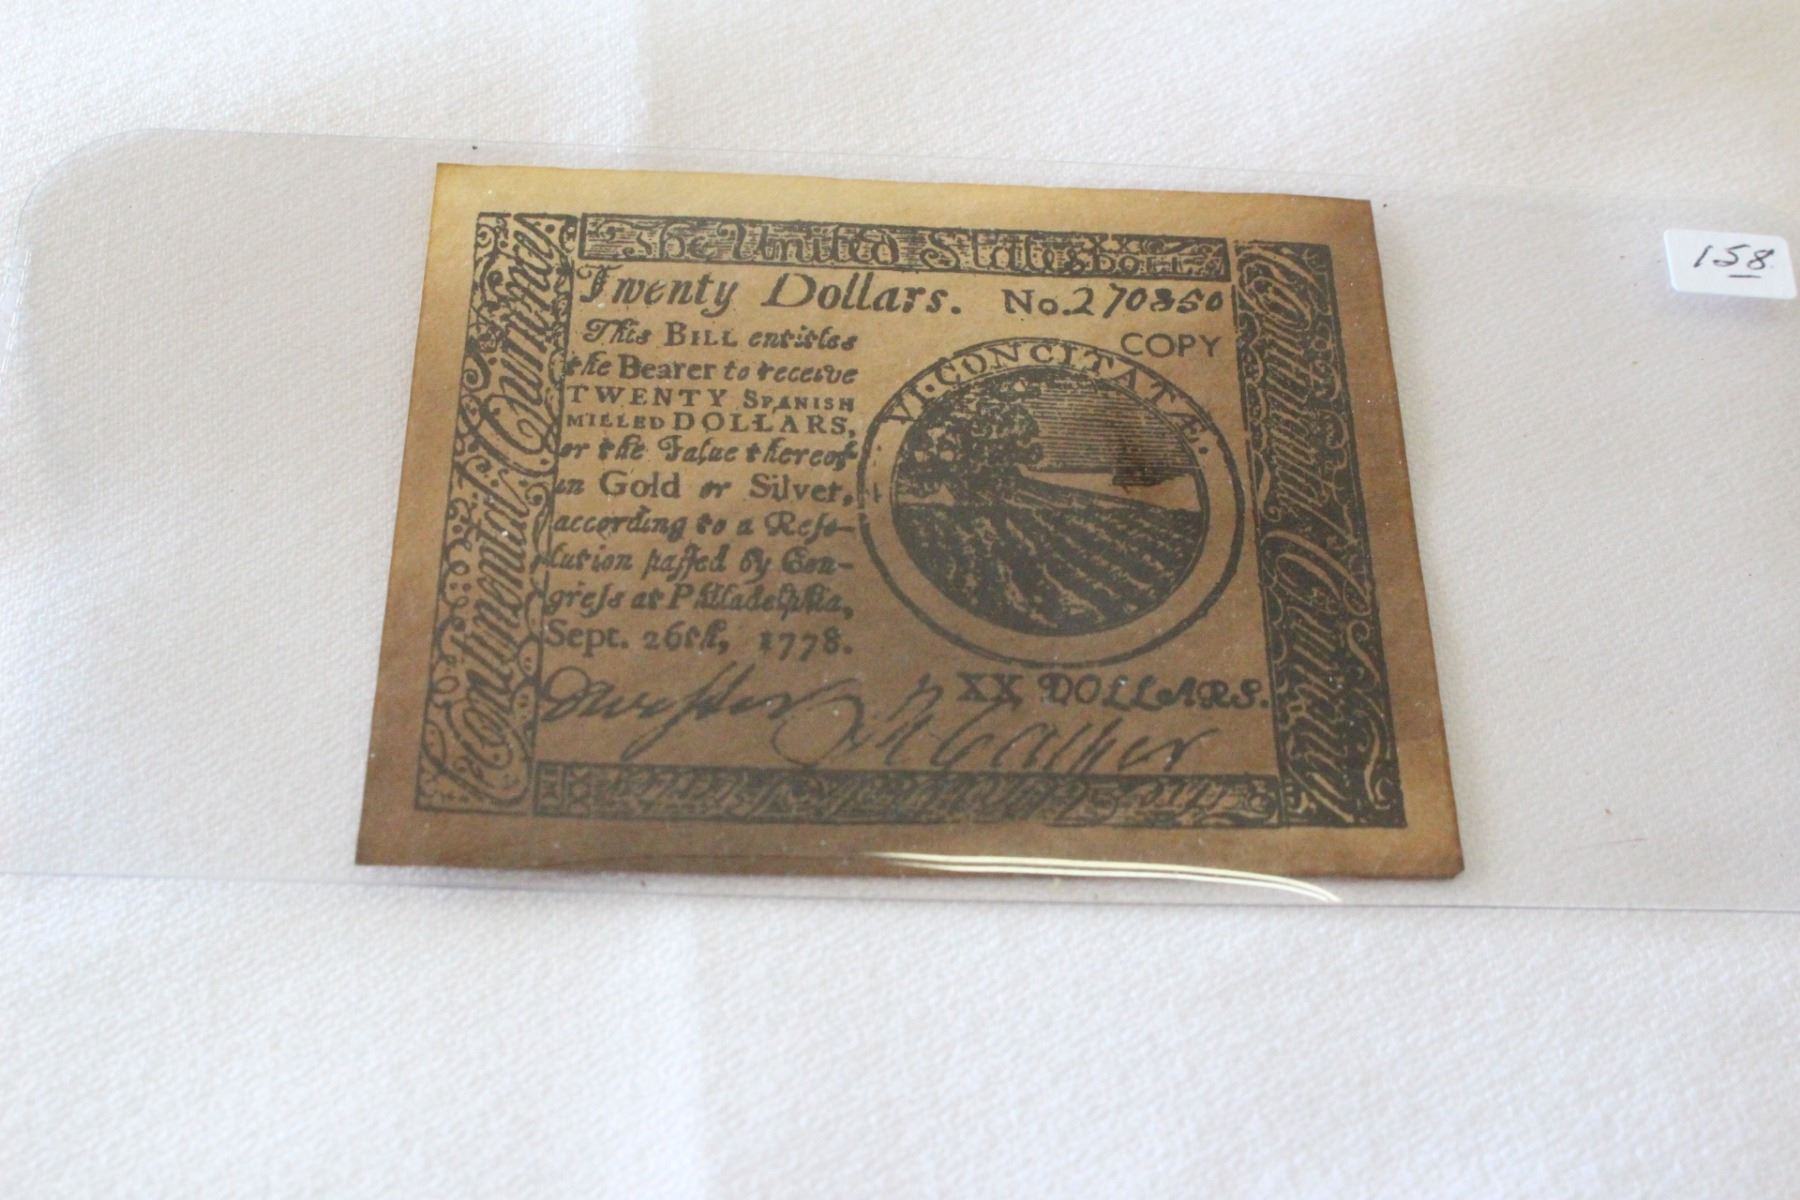 The United States
Twenty Dollars. No. 270350
COPY
This BILL entitles
the Bearer to receive
TWENTY SPANISH
MILLED DOLLARS,
or the Value thereof
in Gold or Silver,
according to a Reso-
lution paſſed by Con-
greſs at Philadelphia,
Sept. 26th, 1778.
VI·CONCITATÆ.
XX DOLLARS.
Continental Currency
Continental Currency
158